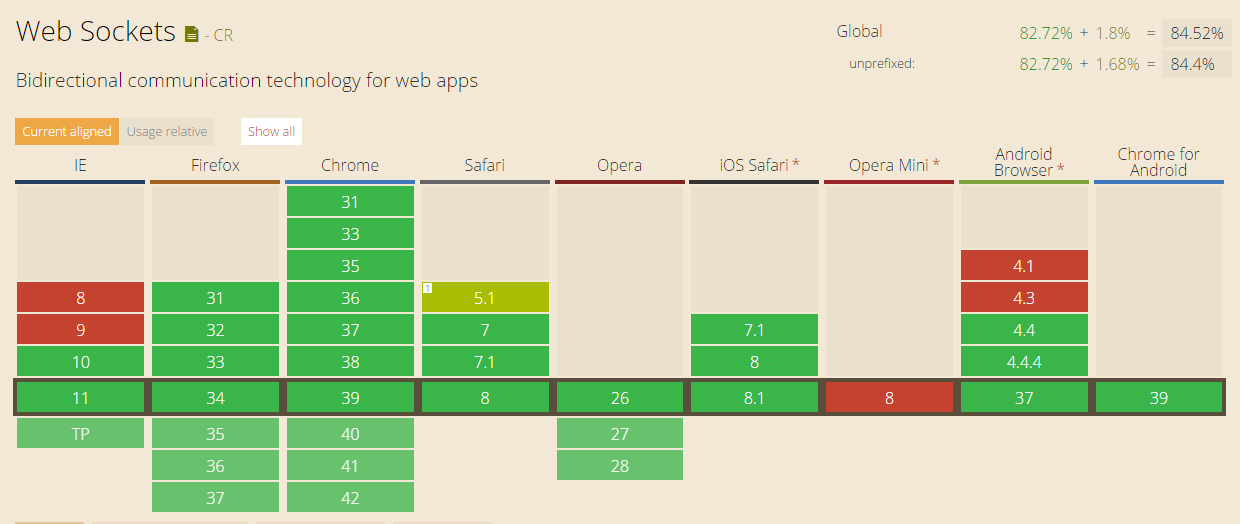 Web Sockets - CR
Global 82.72% + 1.8% = 84.52%
unprefixed: 82.72% + 1.68% = 84.4%
Bidirectional communication technology for web apps
Current aligned Usage relative Show all
IE Firefox Chrome Safari Opera iOS Safari * Opera Mini * Android Browser * Chrome for Android
31
33
35 4.1
8 31 36 1 5.1 4.3
9 32 37 7 7.1 4.4
10 33 38 7.1 8 4.4.4
11 34 39 8 26 8.1 8 37 39
TP 35 40 27
36 41 28
37 42